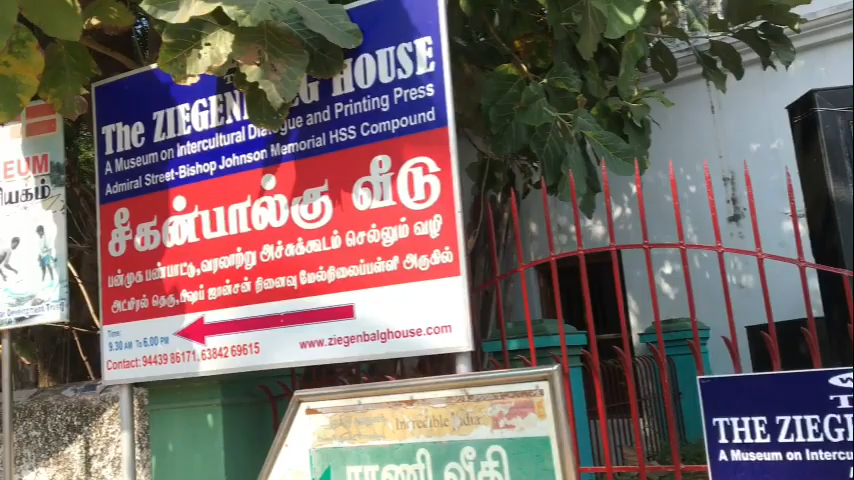 The ZIEGENBALG HOUSE
A Museum on Intercultural Dialogue and Printing Press
Admiral Street-Bishop Johnson Memorial HSS Compound
சீகன்பால்கு வீடு
பன்முக பண்பாட்டு,வரலாற்று அச்சுக்கூடம் செல்லும் வழி
அட்மிரல் தெரு,பிஷப் ஜான்சன் நினைவு மேல்நிலைப்பள்ளி அருகில்
Time:
9.30 AM To 6.00 PM
www.ziegenbalghouse.com
Contact:-94439 86171, 63842 69615
EUM
Incredible India
ராணி வீதி
THE ZIEGE
A Museum on Intercu